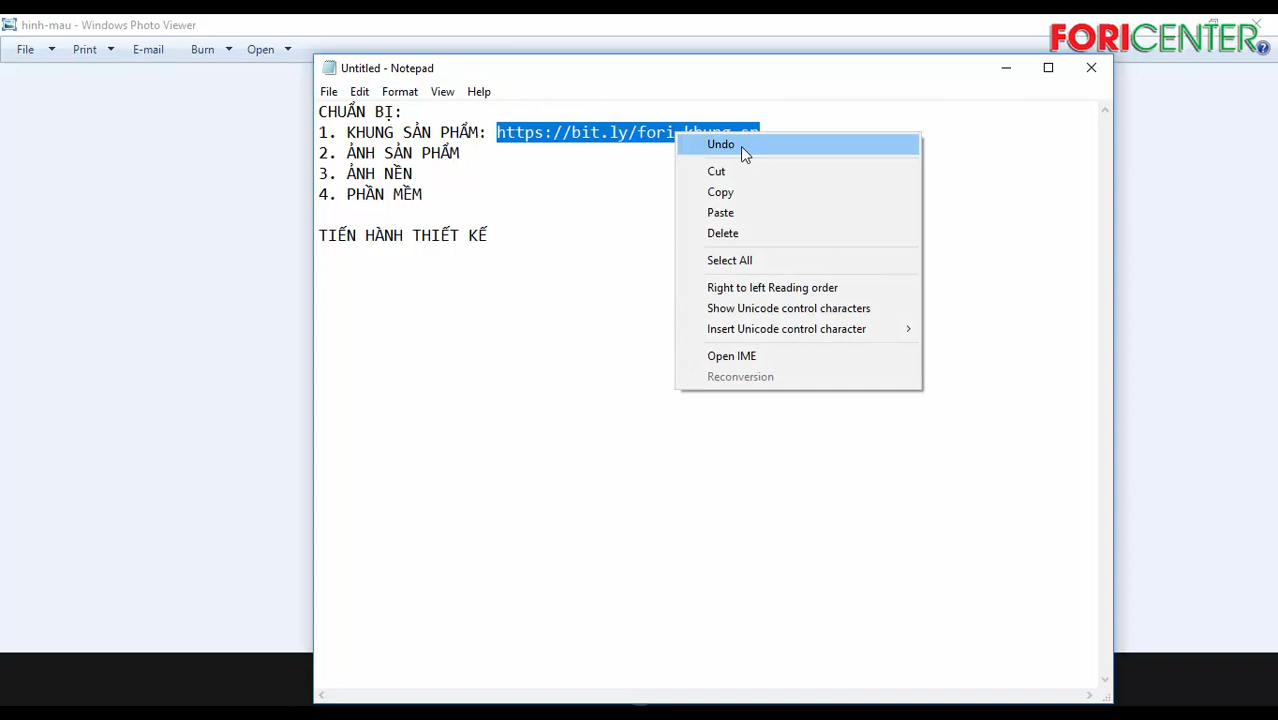 hinh-mau - Windows Photo Viewer
FORICENTER
File Print E-mail Burn Open
Untitled - Notepad
File Edit Format View Help
CHUẨN BỊ:
1. KHUNG SẢN PHẨM: https://bit.ly/fori-khung-sp
2. ẢNH SẢN PHẨM
3. ẢNH NỀN
4. PHẦN MỀM
TIẾN HÀNH THIẾT KẾ
Undo
Cut
Copy
Paste
Delete
Select All
Right to left Reading order
Show Unicode control characters
Insert Unicode control character
Open IME
Reconversion